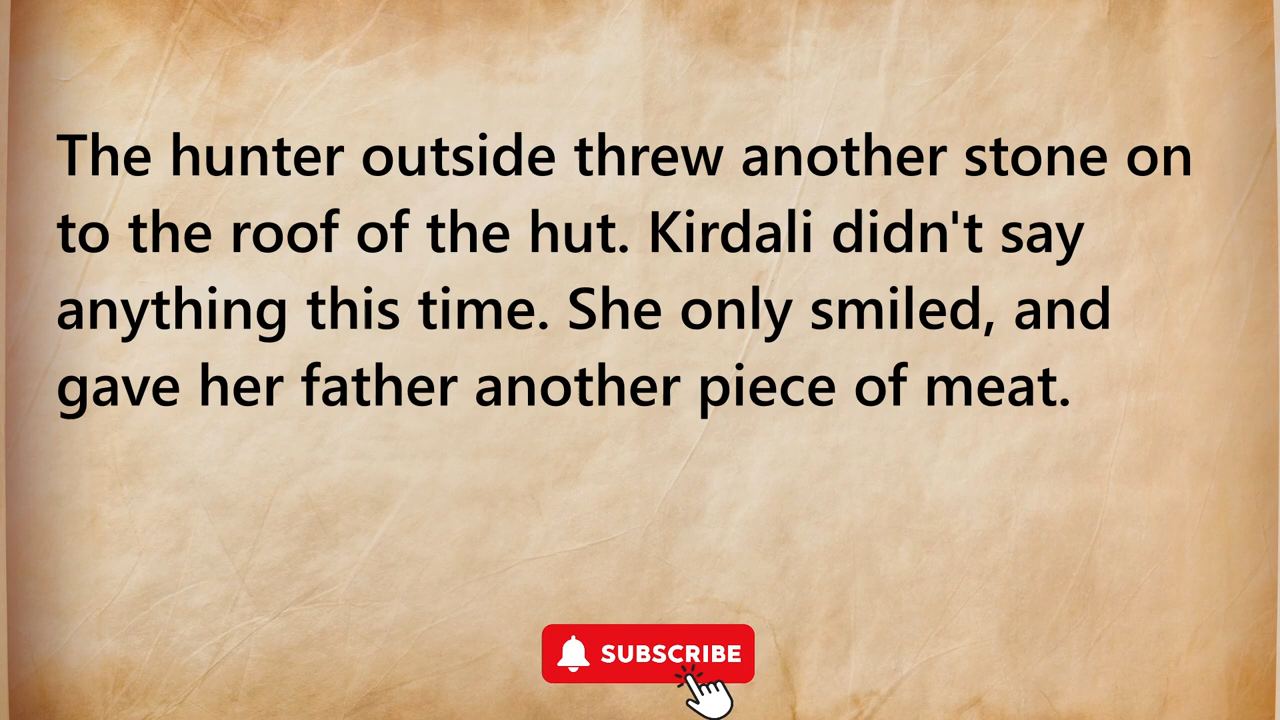 The hunter outside threw another stone on
to the roof of the hut. Kirdali didn't say
anything this time. She only smiled, and
gave her father another piece of meat.
SUBSCRIBE